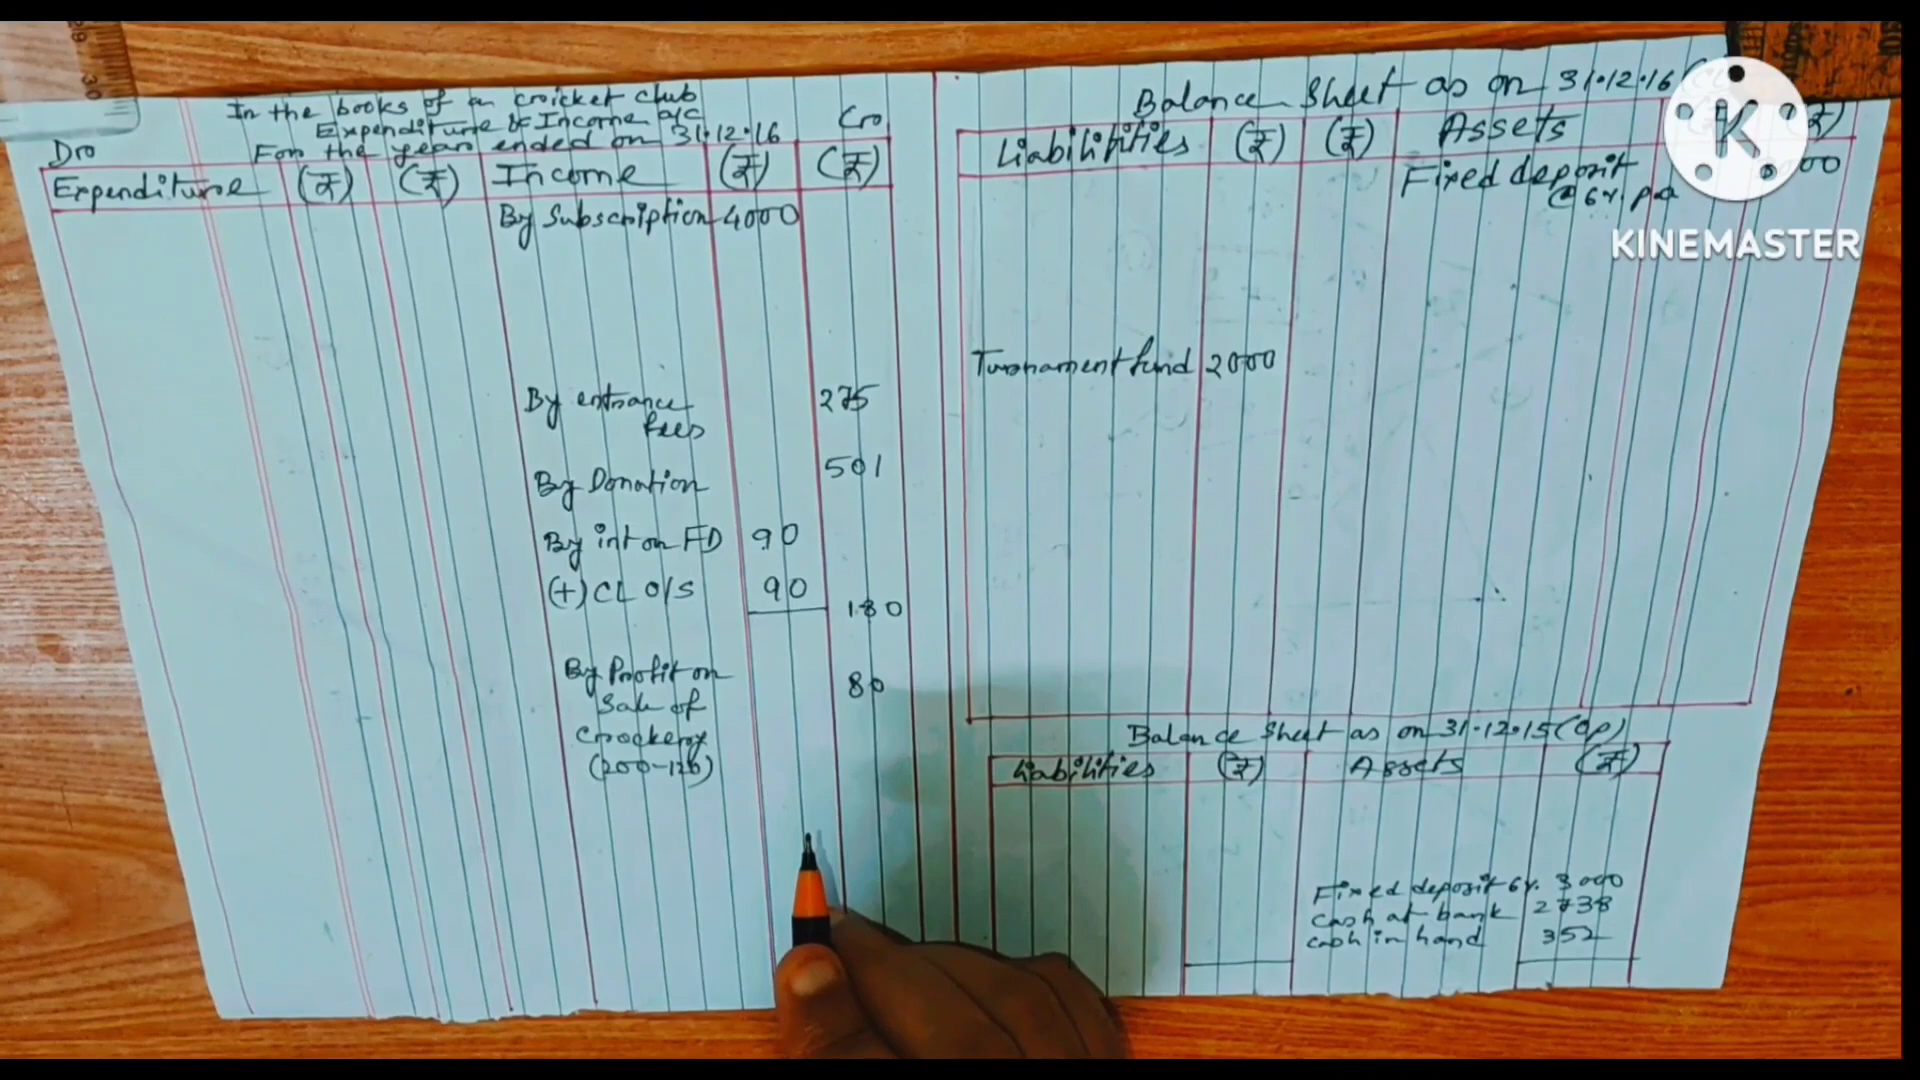 In the books of an cricket club
Expenditure & Income a/c
For the years ended on 31.12.16
Dr
Cr
Expenditure (₹) (₹) Income (₹) (₹)
By Subscription 4000
By entrance fees 275
By Donation 501
By int on FD 90
(+) CL O/S 90
180
By Profit on 80
Sale of
Crockery
(200-120)
Balance Sheet as on 31.12.16
Liabilities (₹) (₹) Assets (₹)
Fixed deposit 000
@ 6%. p.a
Turnament fund 2000
Balance Sheet as on 31.12.15 (Op)
Liabilities (₹) Assets (₹)
Fixed deposit 6%. 3000
Cash at bank 2738
Cash in hand 352
K
KINEMASTER